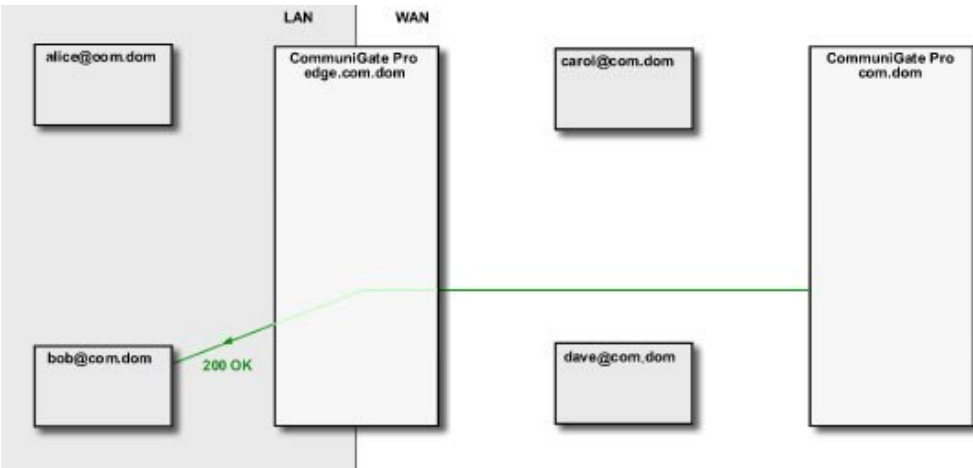 LAN
WAN
alice@com.dom
CommuniGate Pro
edge.com.dom
carol@com.dom
CommuniGate Pro
com.dom
bob@com.dom
200 OK
dave@com.dom